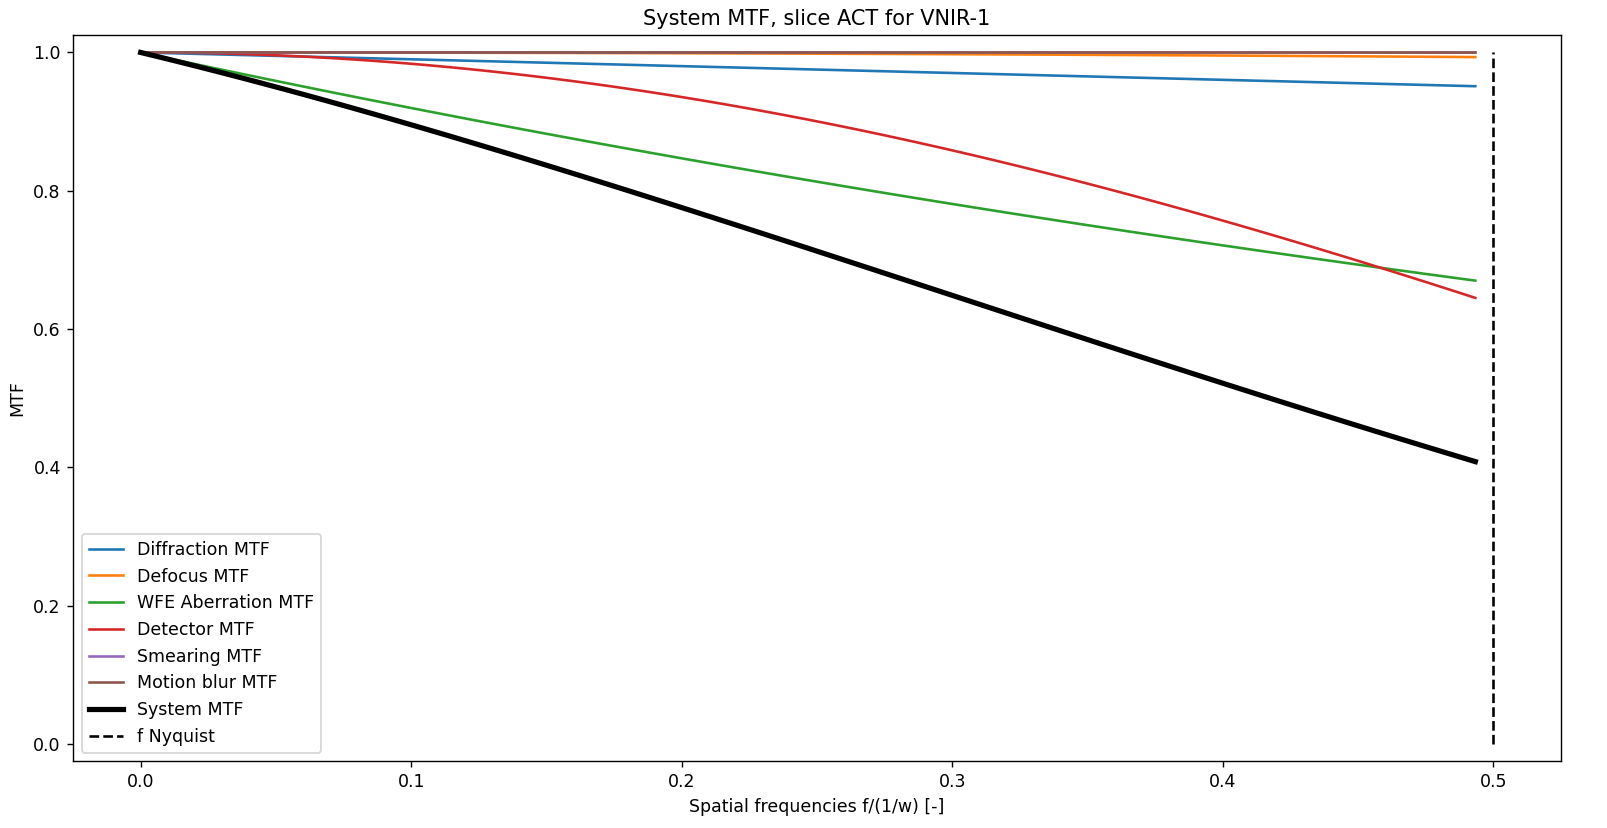 System MTF, slice ACT for VNIR-1
MTF
1.0
0.8
0.6
0.4
0.2
0.0
Diffraction MTF
Defocus MTF
WFE Aberration MTF
Detector MTF
Smearing MTF
Motion blur MTF
System MTF
f Nyquist
0.0 0.1 0.2 0.3 0.4 0.5
Spatial frequencies f/(1/w) [-]